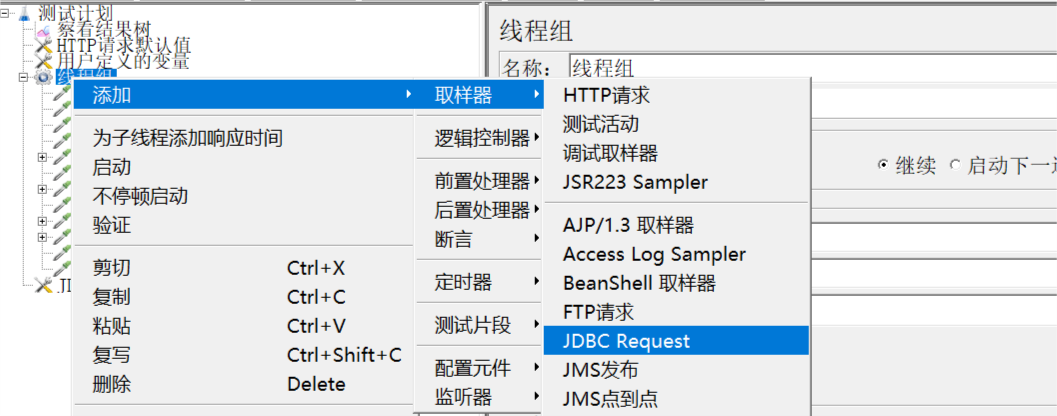 测试计划
察看结果树
HTTP请求默认值
用户定义的变量
线程组
线程组
名称: 线程组
添加
为子线程添加响应时间
启动
不停顿启动
验证
剪切 Ctrl+X
复制 Ctrl+C
粘贴 Ctrl+V
复写 Ctrl+Shift+C
删除 Delete
取样器
逻辑控制器
前置处理器
后置处理器
断言
定时器
测试片段
配置元件
监听器
HTTP请求
测试活动
调试取样器
JSR223 Sampler
AJP/1.3 取样器
Access Log Sampler
BeanShell 取样器
FTP请求
JDBC Request
JMS发布
JMS点到点
继续 启动下一